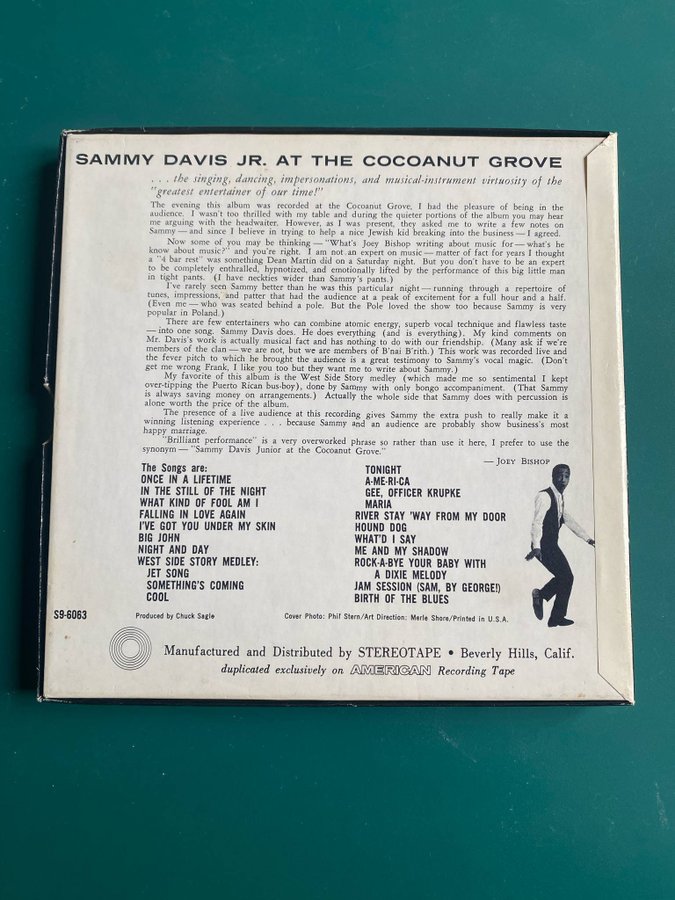 SAMMY DAVIS JR. AT THE COCOANUT GROVE
. . . the singing, dancing, impersonations, and musical-instrument virtuosity of the
"greatest entertainer of our time!"
The evening this album was recorded at the Cocoanut Grove, I had the pleasure of being in the
audience. I wasn't too thrilled with my table and during the quieter portions of the album you may hear
me arguing with the headwaiter. However, as I was present, they asked me to write a few notes on
Sammy — and since I believe in trying to help a nice Jewish kid breaking into the business — I agreed.
Now some of you may be thinking — "What's Joey Bishop writing about music for — what's he
know about music?" and you're right. I am not an expert on music — matter of fact for years I thought
a "4 bar rest" was something Dean Martin did on a Saturday night. But you don't have to be an expert
to be completely enthralled, hypnotized, and emotionally lifted by the performance of this big little man
in tight pants. (I have neckties wider than Sammy's pants.)
I've rarely seen Sammy better than he was this particular night — running through a repertoire of
tunes, impressions, and patter that had the audience at a peak of excitement for a full hour and a half.
(Even me — who was seated behind a pole. But the Pole loved the show too because Sammy is very
popular in Poland.)
There are few entertainers who can combine atomic energy, superb vocal technique and flawless taste
— into one song. Sammy Davis does. He does everything (and is everything). My kind comments on
Mr. Davis's work is actually musical fact and has nothing to do with our friendship. (Many ask if we're
members of the clan — we are not, but we are members of B'nai B'rith.) This work was recorded live and
the fever pitch to which he brought the audience is a great testimony to Sammy's vocal magic. (Don't
get me wrong Frank, I like you too but they want me to write about Sammy.)
My favorite of this album is the West Side Story medley (which made me so sentimental I kept
over-tipping the Puerto Rican bus-boy), done by Sammy with only bongo accompaniment. (That Sammy
is always saving money on arrangements.) Actually the whole side that Sammy does with percussion is
alone worth the price of the album.
The presence of a live audience at this recording gives Sammy the extra push to really make it a
winning listening experience . . . because Sammy and an audience are probably show business's most
happy marriage.
"Brilliant performance" is a very overworked phrase so rather than use it here, I prefer to use the
synonym — "Sammy Davis Junior at the Cocoanut Grove."
— JOEY BISHOP
The Songs are:
ONCE IN A LIFETIME
IN THE STILL OF THE NIGHT
WHAT KIND OF FOOL AM I
FALLING IN LOVE AGAIN
I'VE GOT YOU UNDER MY SKIN
BIG JOHN
NIGHT AND DAY
WEST SIDE STORY MEDLEY:
JET SONG
SOMETHING'S COMING
COOL
TONIGHT
A-ME-RI-CA
GEE, OFFICER KRUPKE
MARIA
RIVER STAY 'WAY FROM MY DOOR
HOUND DOG
WHAT'D I SAY
ME AND MY SHADOW
ROCK-A-BYE YOUR BABY WITH
A DIXIE MELODY
JAM SESSION (SAM, BY GEORGE!)
BIRTH OF THE BLUES
S9-6063
Produced by Chuck Sagle
Cover Photo: Phil Stern/Art Direction: Merle Shore/Printed in U.S.A.
Manufactured and Distributed by STEREOTAPE • Beverly Hills, Calif.
duplicated exclusively on AMERICAN Recording Tape